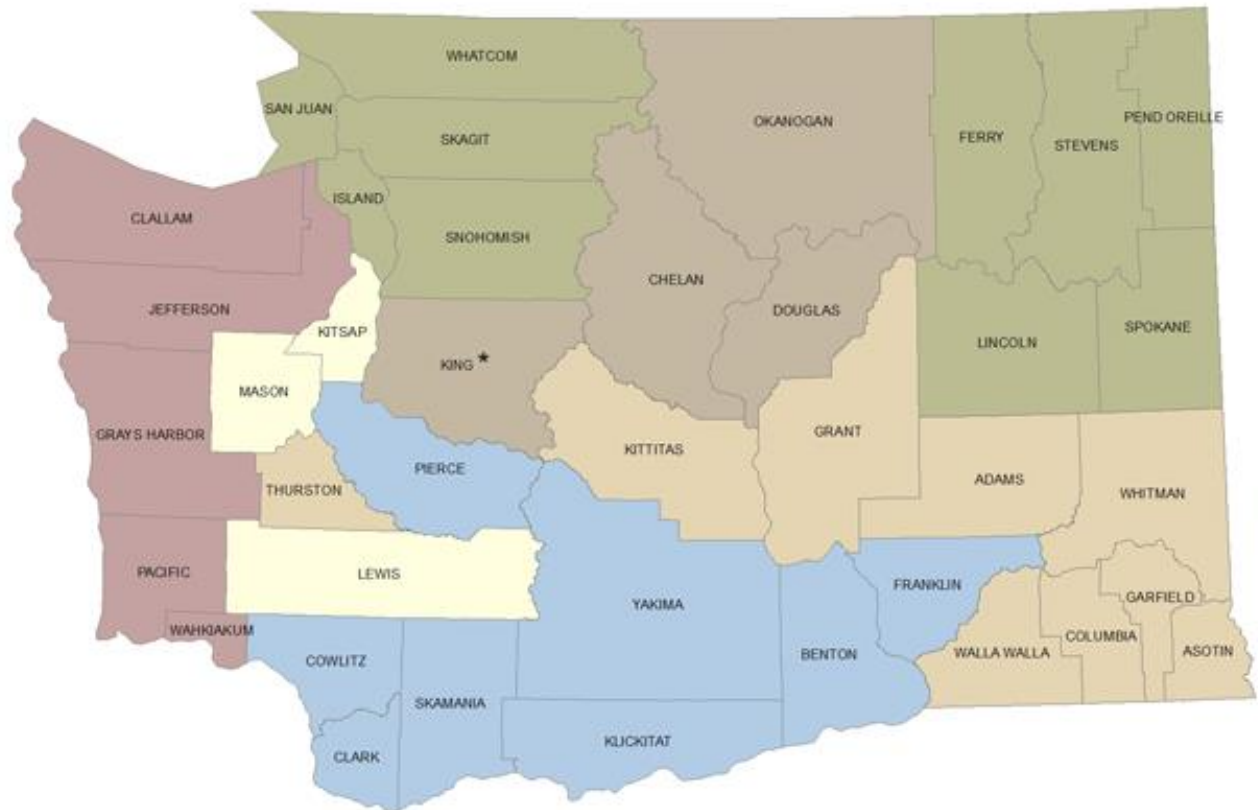 WHATCOM
SAN JUAN
SKAGIT
ISLAND
SNOHOMISH
OKANOGAN
FERRY
STEVENS
PEND OREILLE
CLALLAM
JEFFERSON
KITSAP
CHELAN
DOUGLAS
LINCOLN
SPOKANE
KING *
MASON
GRAYS HARBOR
PIERCE
THURSTON
KITTITAS
GRANT
ADAMS
WHITMAN
PACIFIC
LEWIS
YAKIMA
FRANKLIN
GARFIELD
WAHKIAKUM
COWLITZ
SKAMANIA
BENTON
WALLA WALLA
COLUMBIA
ASOTIN
CLARK
KLICKITAT